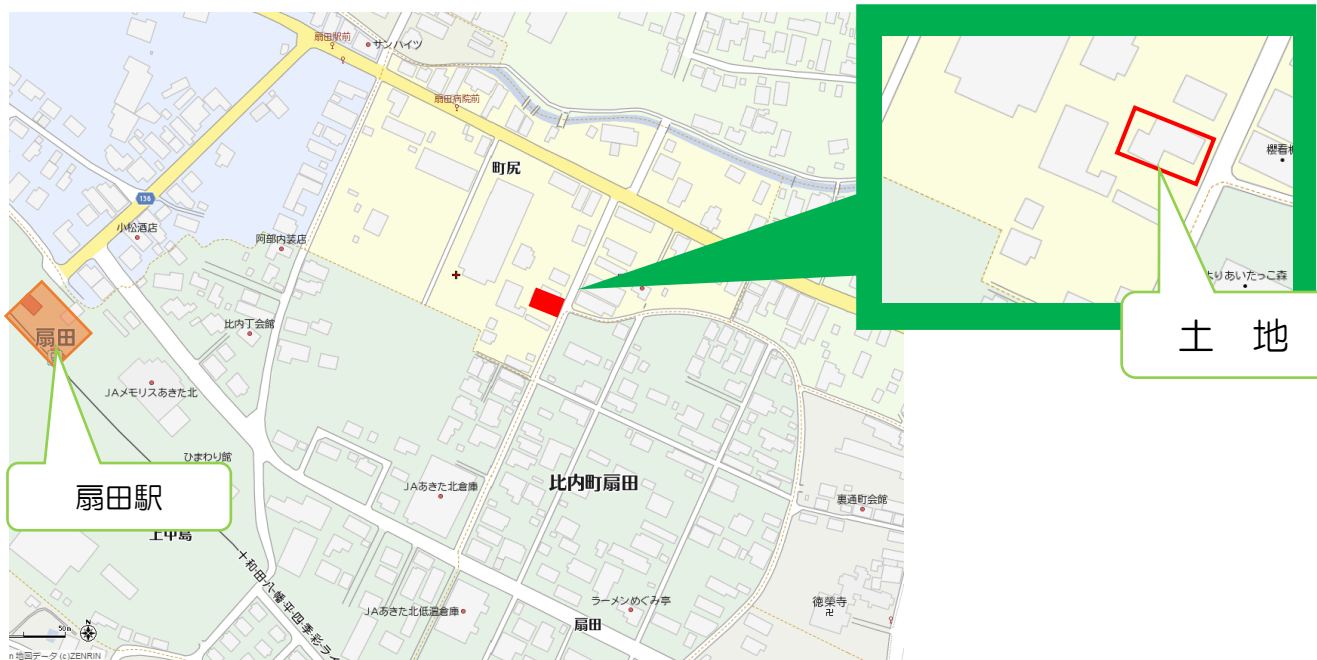 扇田駅前
サンハイツ
扇田病院前
町尻
136
小松酒店
阿部内装店
扇田
比内丁会館
JAメモリスあきた北
ひまわり館
扇田駅
上中島
JAあきた北倉庫
比内町扇田
裏通町会館
十和田八幡平四季彩ライ
JAあきた北低温倉庫
ラーメンめぐみ亭
扇田
徳榮寺
50m
n 地図データ (c)ZENRIN
櫻看板
よりあいたっこ森
土 地